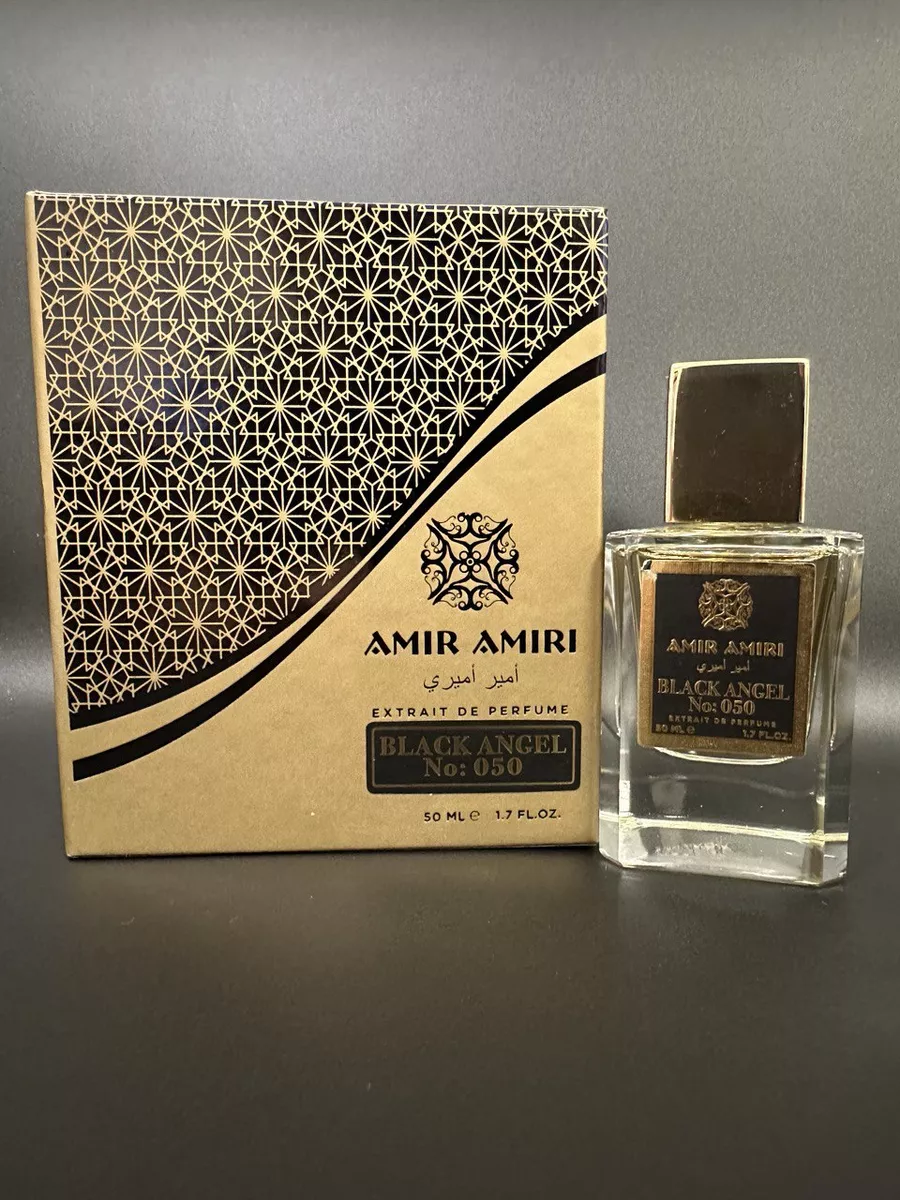 AMIR AMIRI
أمير أميري
EXTRAIT DE PERFUME
BLACK ANGEL
No: 050
50 ML ℮ 1.7 FL.OZ.
AMIR AMIRI
أمير أميري
BLACK ANGEL
No: 050
EXTRAIT DE PERFUME
50 ML ℮ 1.7 FL.OZ.